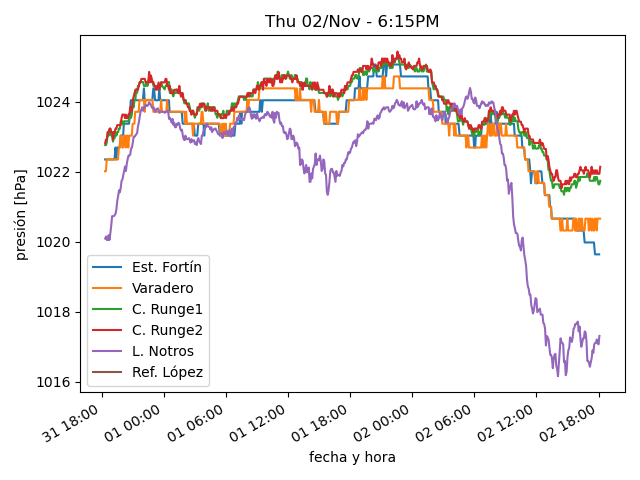 Thu 02/Nov - 6:15PM
presión [hPa]
1024
1022
1020
1018
1016
Est. Fortín
Varadero
C. Runge1
C. Runge2
L. Notros
Ref. López
31 18:00
01 00:00
01 06:00
01 12:00
01 18:00
02 00:00
02 06:00
02 12:00
02 18:00
fecha y hora